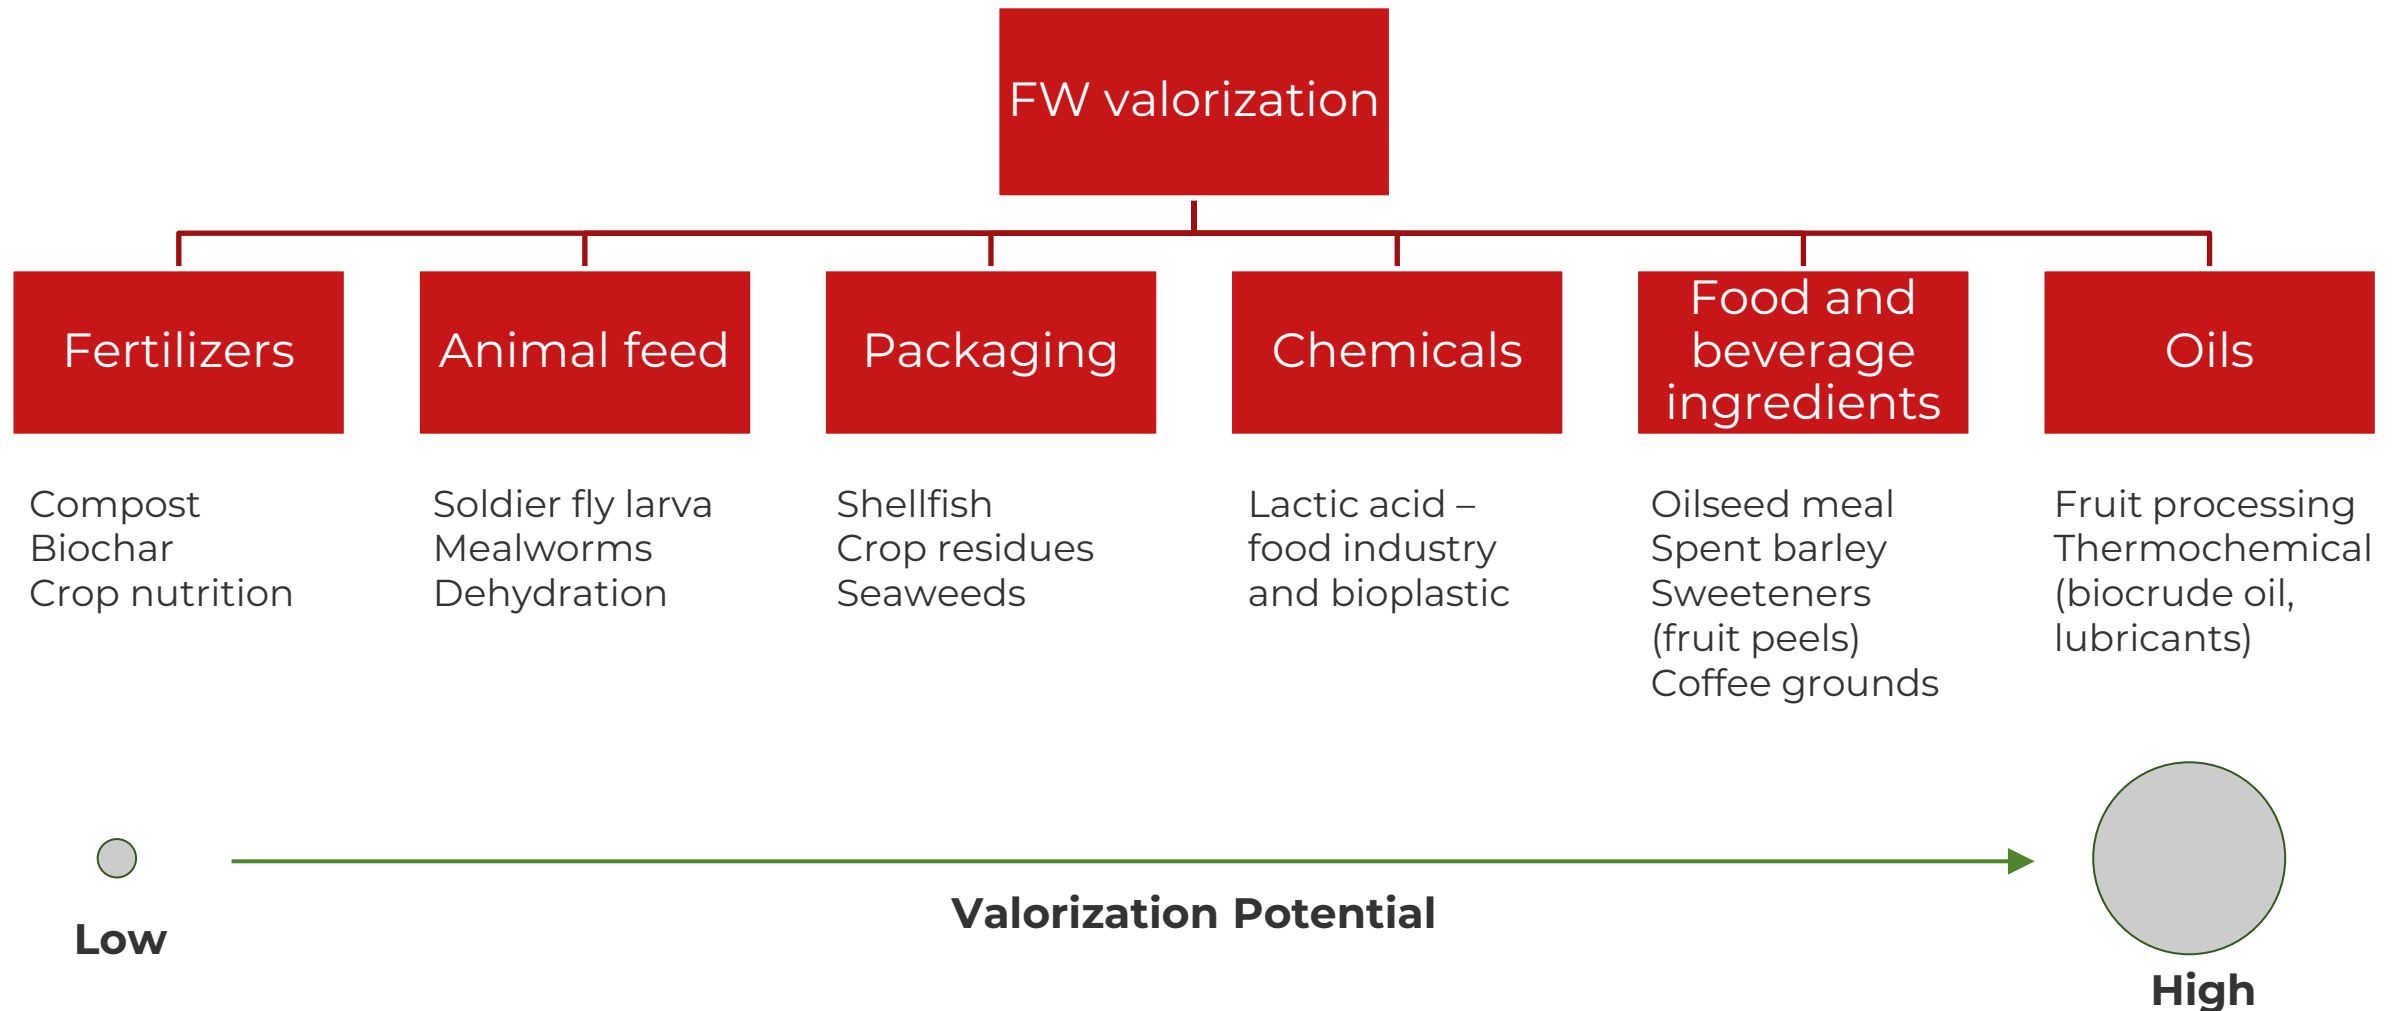 FW valorization
Fertilizers
Animal feed
Packaging
Chemicals
Food and
beverage
ingredients
Oils
Compost
Biochar
Crop nutrition
Soldier fly larva
Mealworms
Dehydration
Shellfish
Crop residues
Seaweeds
Lactic acid –
food industry
and bioplastic
Oilseed meal
Spent barley
Sweeteners
(fruit peels)
Coffee grounds
Fruit processing
Thermochemical
(biocrude oil,
lubricants)
Low
Valorization Potential
High